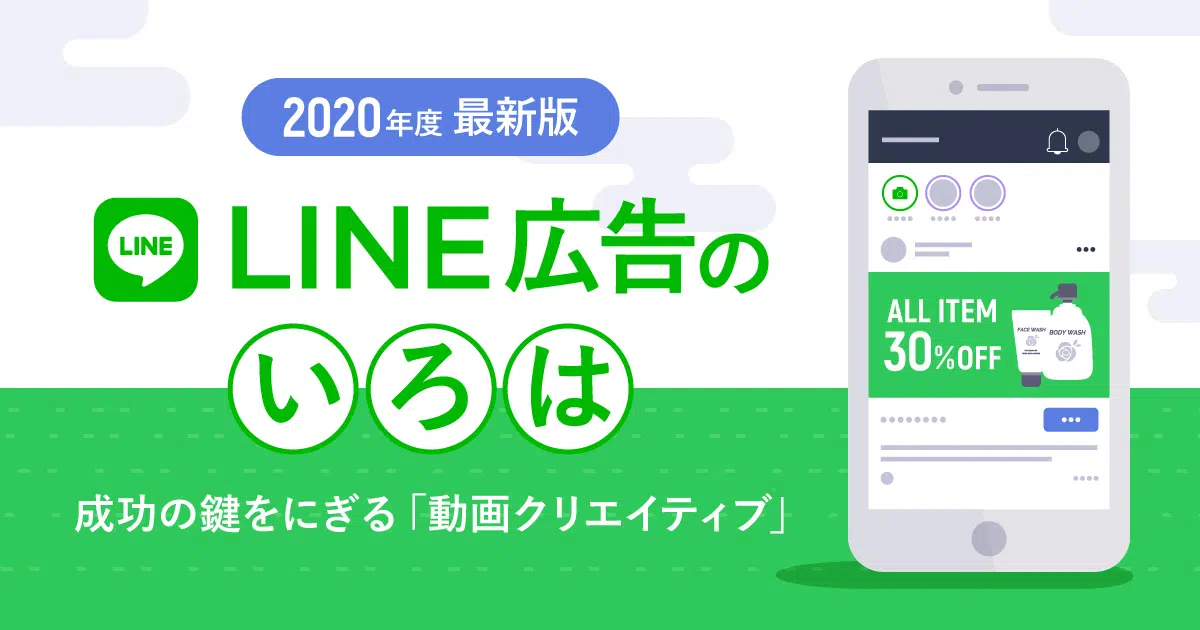 2020年度 最新版
LINE
LINE広告の
いろは
成功の鍵をにぎる「動画クリエイティブ」
ALL ITEM
30%OFF
FACE WASH
BODY WASH